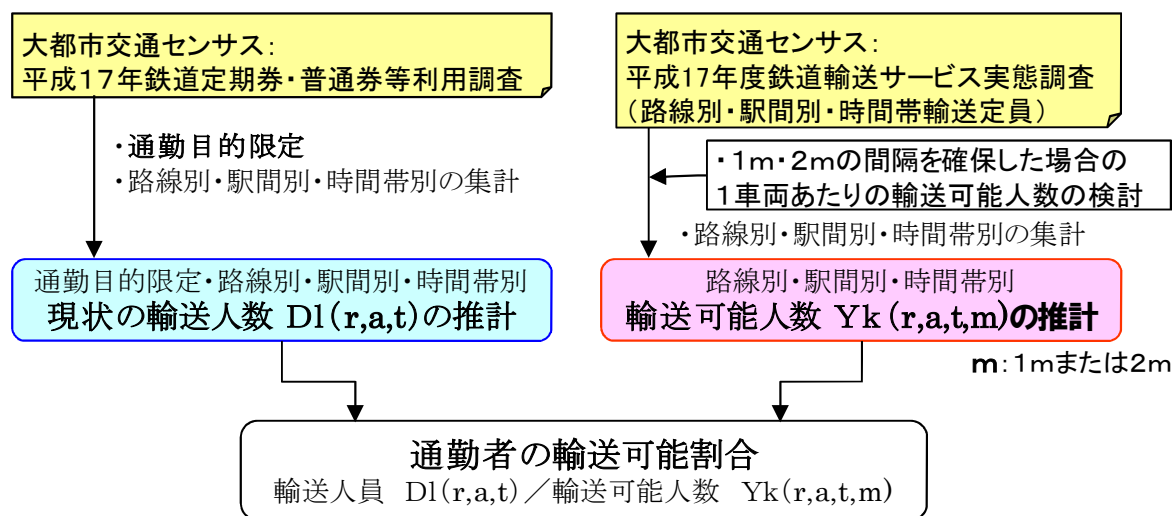 大都市交通センサス：
平成１７年鉄道定期券・普通券等利用調査
・通勤目的限定
・路線別・駅間別・時間帯別の集計
通勤目的限定・路線別・駅間別・時間帯別
現状の輸送人数 Dl(r,a,t)の推計
大都市交通センサス：
平成17年度鉄道輸送サービス実態調査
（路線別・駅間別・時間帯輸送定員）
・１ｍ・２ｍの間隔を確保した場合の
１車両あたりの輸送可能人数の検討
・路線別・駅間別・時間帯別の集計
路線別・駅間別・時間帯別
輸送可能人数 Yk(r,a,t,m)の推計
m：１ｍまたは２ｍ
通勤者の輸送可能割合
輸送人員 Dl(r,a,t)／輸送可能人数 Yk(r,a,t,m)